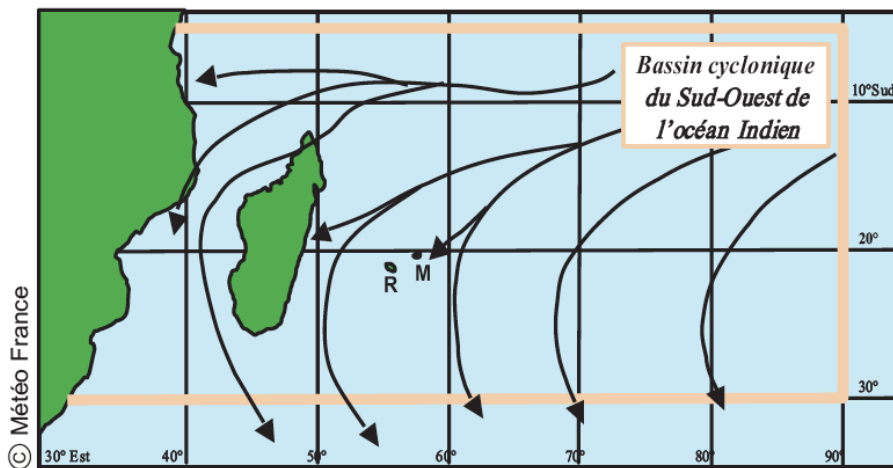 Bassin cyclonique
du Sud-Ouest de
l'océan Indien
10°Sud
20°
R
M
30°
30° Est
40°
50°
60°
70°
80°
90°
© Météo France